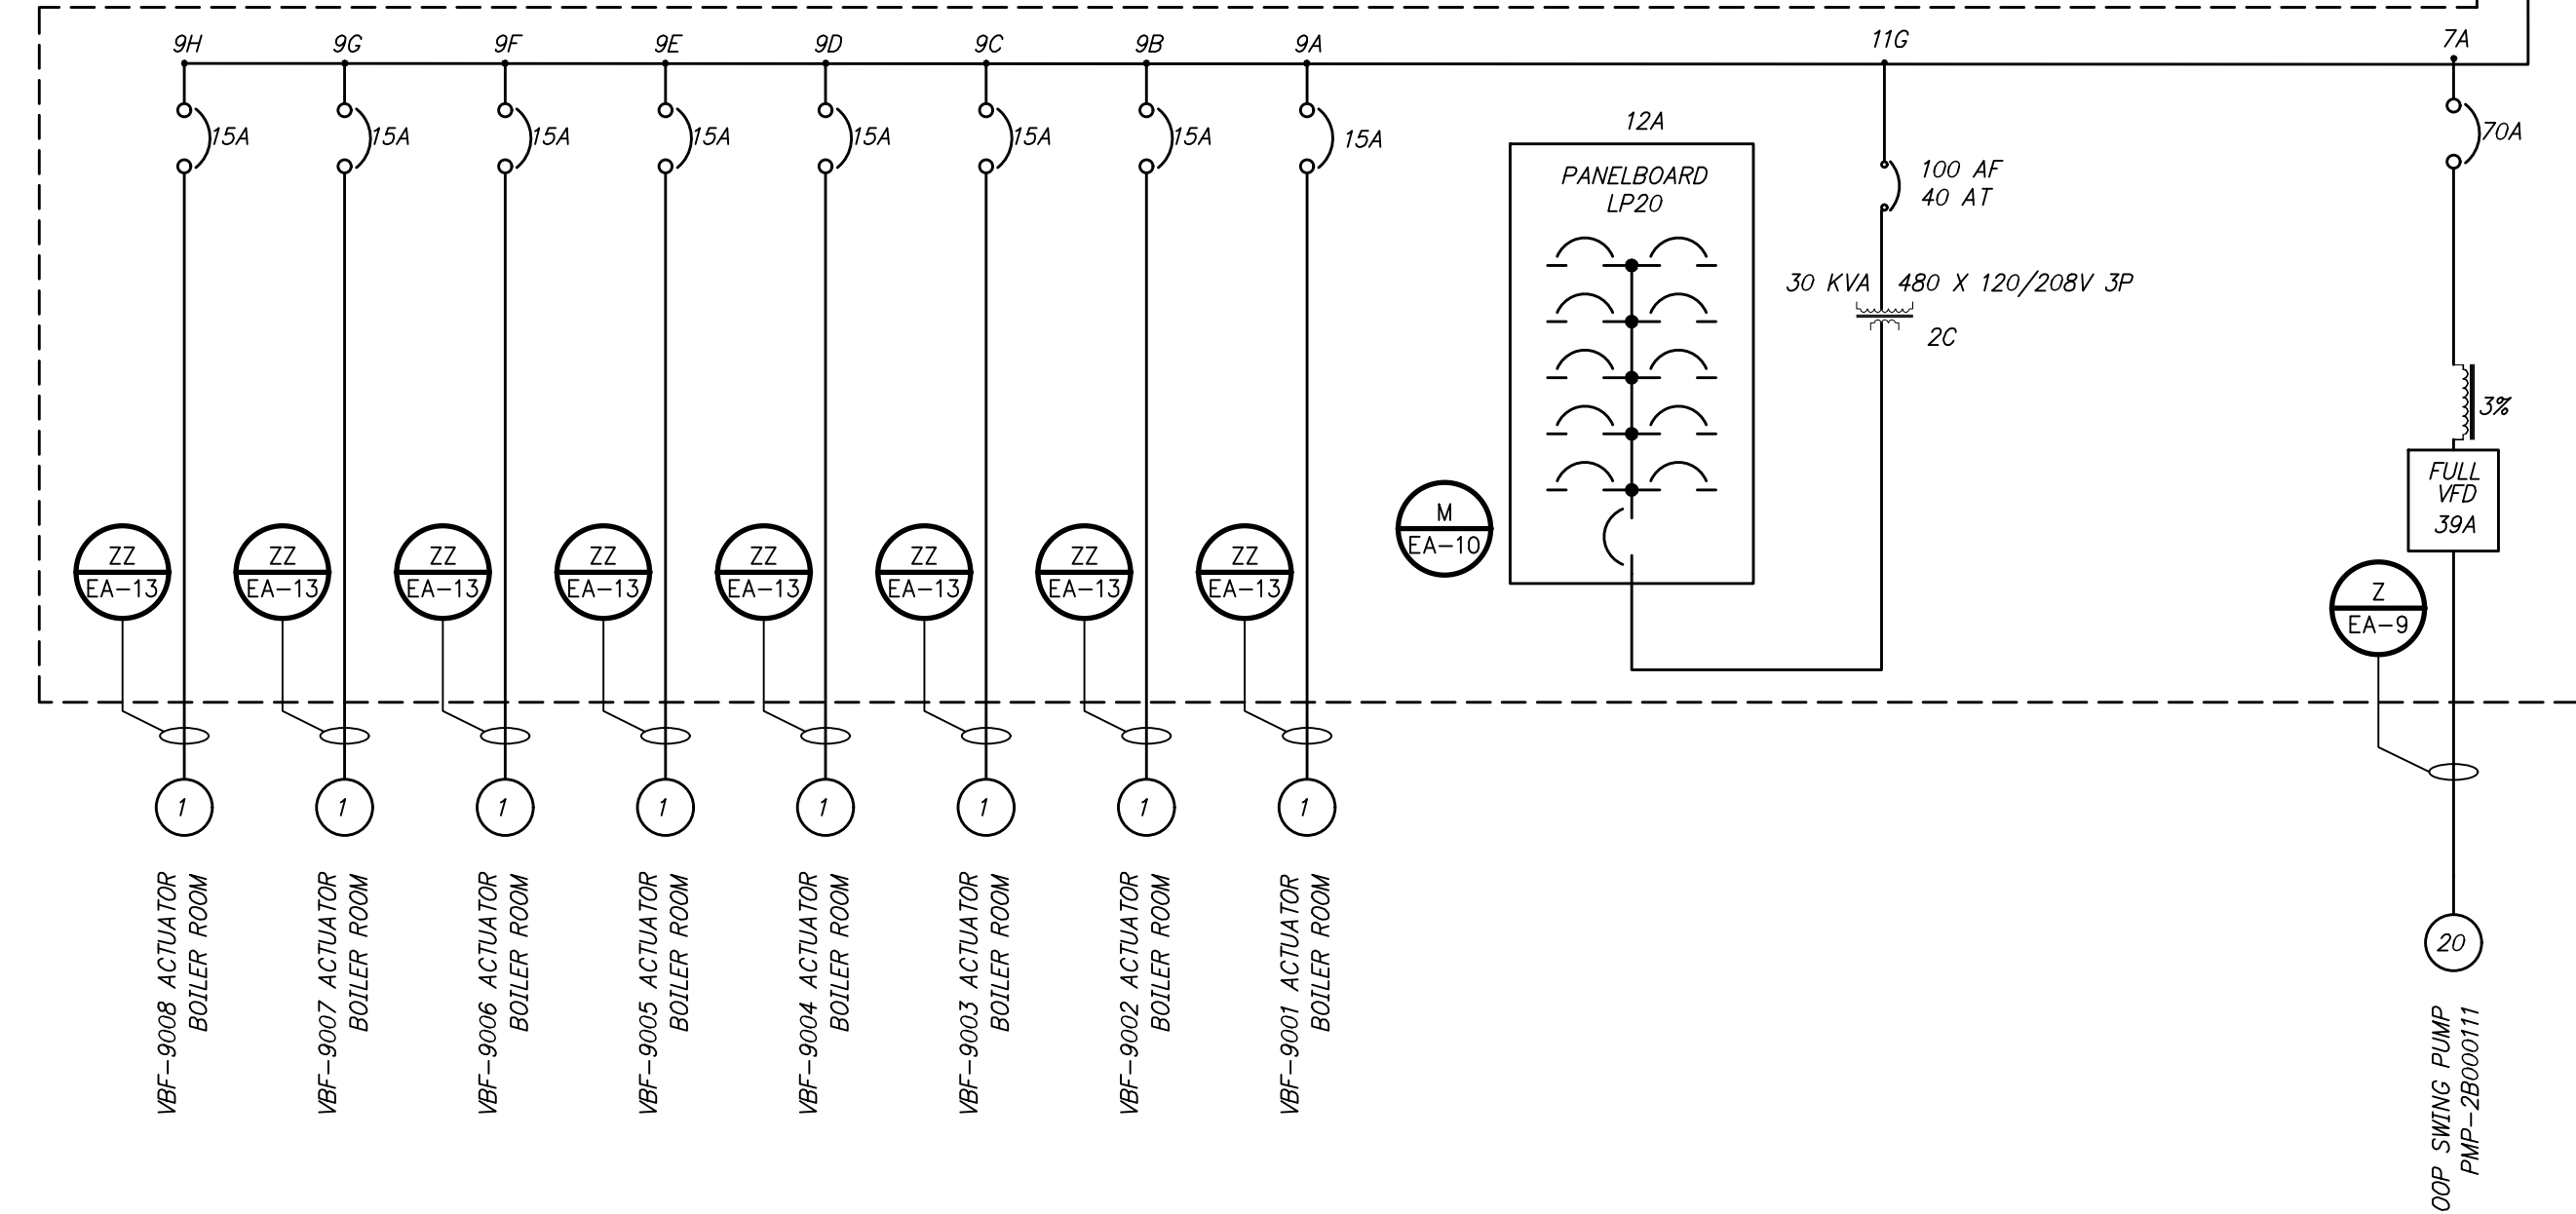 9H
9G
9F
9E
9D
9C
9B
9A
11G
7A
15A
15A
15A
15A
15A
15A
15A
15A
12A
PANELBOARD
LP20
100 AF
40 AT
70A
30 KVA
480 X 120/208V 3P
2C
3%
FULL
VFD
39A
M
EA-10
ZZ
EA-13
ZZ
EA-13
ZZ
EA-13
ZZ
EA-13
ZZ
EA-13
ZZ
EA-13
ZZ
EA-13
ZZ
EA-13
Z
EA-9
1
1
1
1
1
1
1
1
20
VBF-9008 ACTUATOR
BOILER ROOM
VBF-9007 ACTUATOR
BOILER ROOM
VBF-9006 ACTUATOR
BOILER ROOM
VBF-9005 ACTUATOR
BOILER ROOM
VBF-9004 ACTUATOR
BOILER ROOM
VBF-9003 ACTUATOR
BOILER ROOM
VBF-9002 ACTUATOR
BOILER ROOM
VBF-9001 ACTUATOR
BOILER ROOM
OOP SWING PUMP
PMP-2B000111